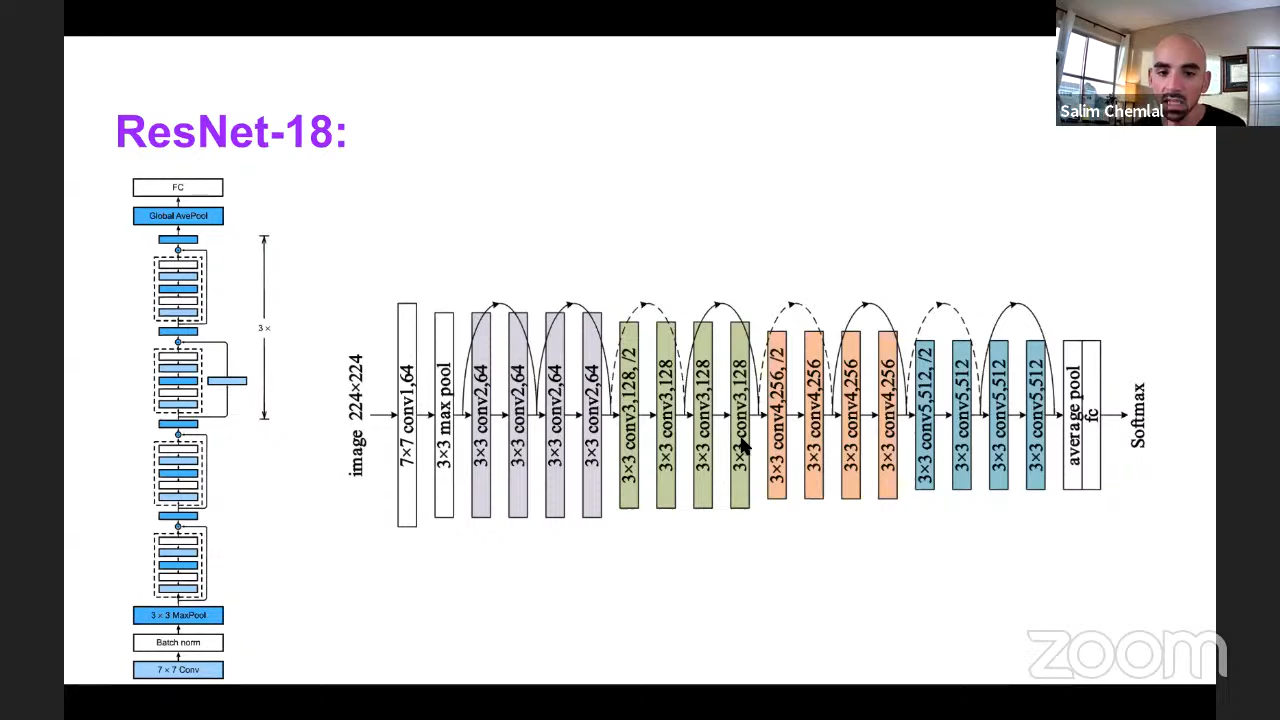 Salim Chemlal
ResNet-18:
FC
Global AvePool
3 ×
3 × 3 MaxPool
Batch norm
7 × 7 Conv
image 224×224
7×7 conv1,64
3×3 max pool
3×3 conv2,64
3×3 conv2,64
3×3 conv2,64
3×3 conv2,64
3×3 conv3,128,/2
3×3 conv3,128
3×3 conv3,128
3×3 conv3,128
3×3 conv4,256, /2
3×3 conv4,256
3×3 conv4,256
3×3 conv4,256
3×3 conv5,512, /2
3×3 conv5,512
3×3 conv5,512
3×3 conv5,512
average pool
fc
Softmax
zoom